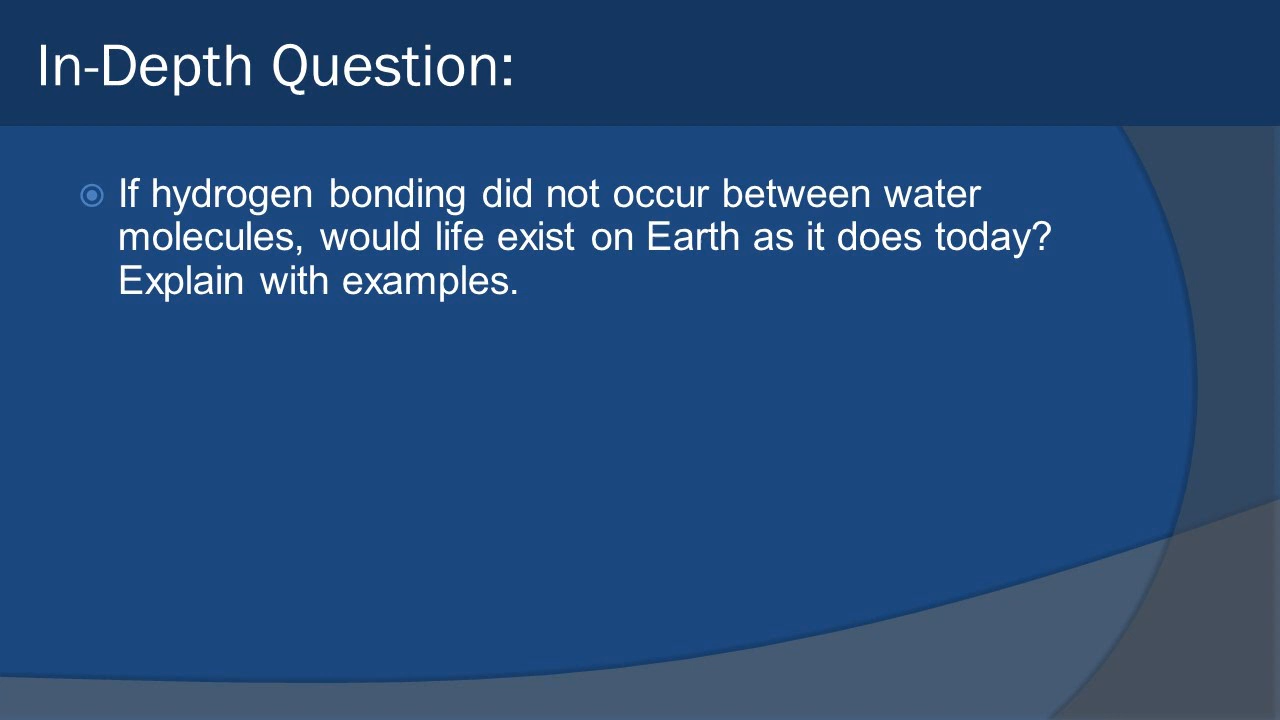 In-Depth Question:
If hydrogen bonding did not occur between water
molecules, would life exist on Earth as it does today?
Explain with examples.